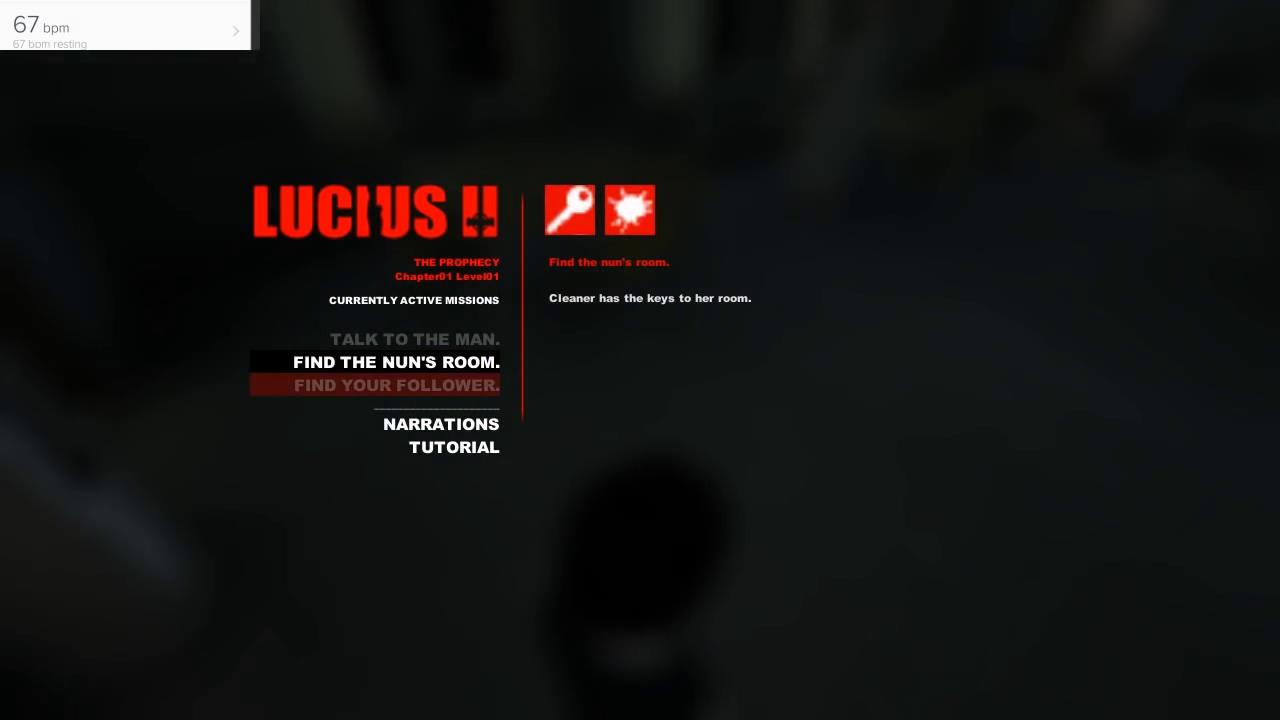 67 bpm
67 bpm resting
LUCIUS II
THE PROPHECY
Chapter01 Level01
CURRENTLY ACTIVE MISSIONS
TALK TO THE MAN.
FIND THE NUN'S ROOM.
FIND YOUR FOLLOWER.
NARRATIONS
TUTORIAL
Find the nun's room.
Cleaner has the keys to her room.